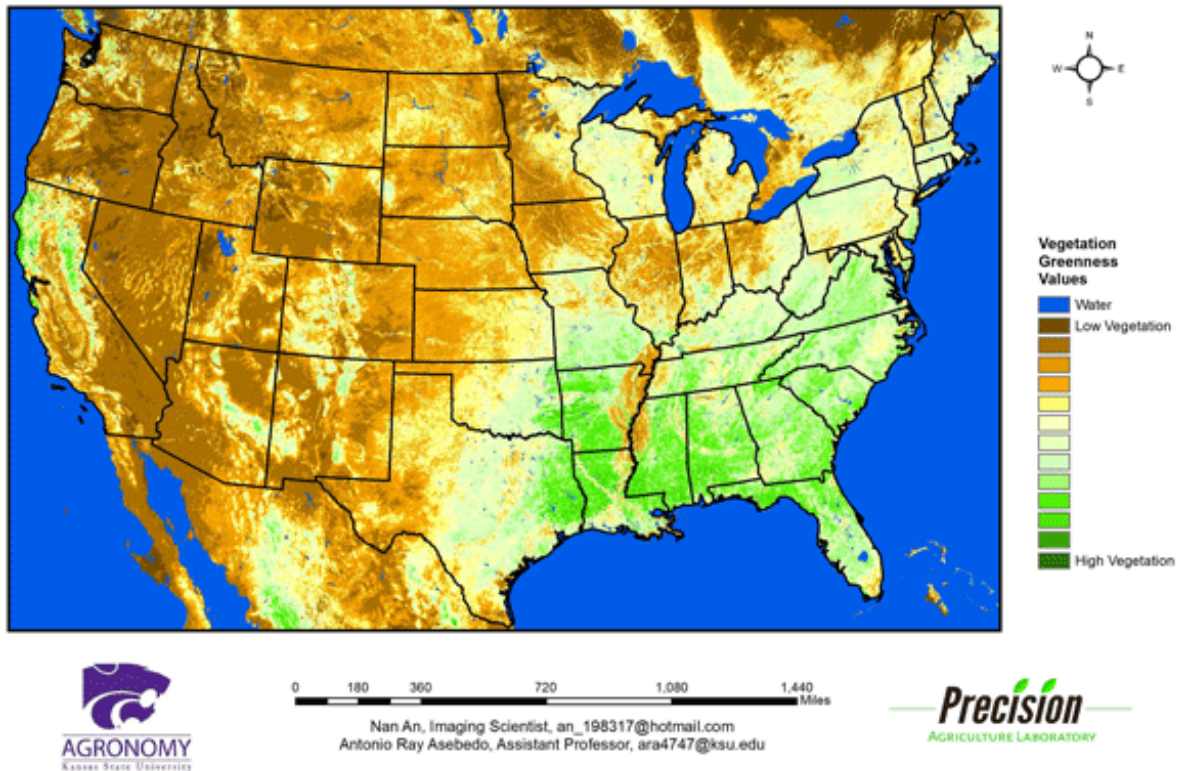 N
W
E
S
Vegetation
Greenness
Values
Water
Low Vegetation
High Vegetation
0 180 360 720 1,080 1,440
Miles
Nan An, Imaging Scientist, an_198317@hotmail.com
Antonio Ray Asebedo, Assistant Professor, ara4747@ksu.edu
AGRONOMY
Kansas State University
Precision
AGRICULTURE LABORATORY